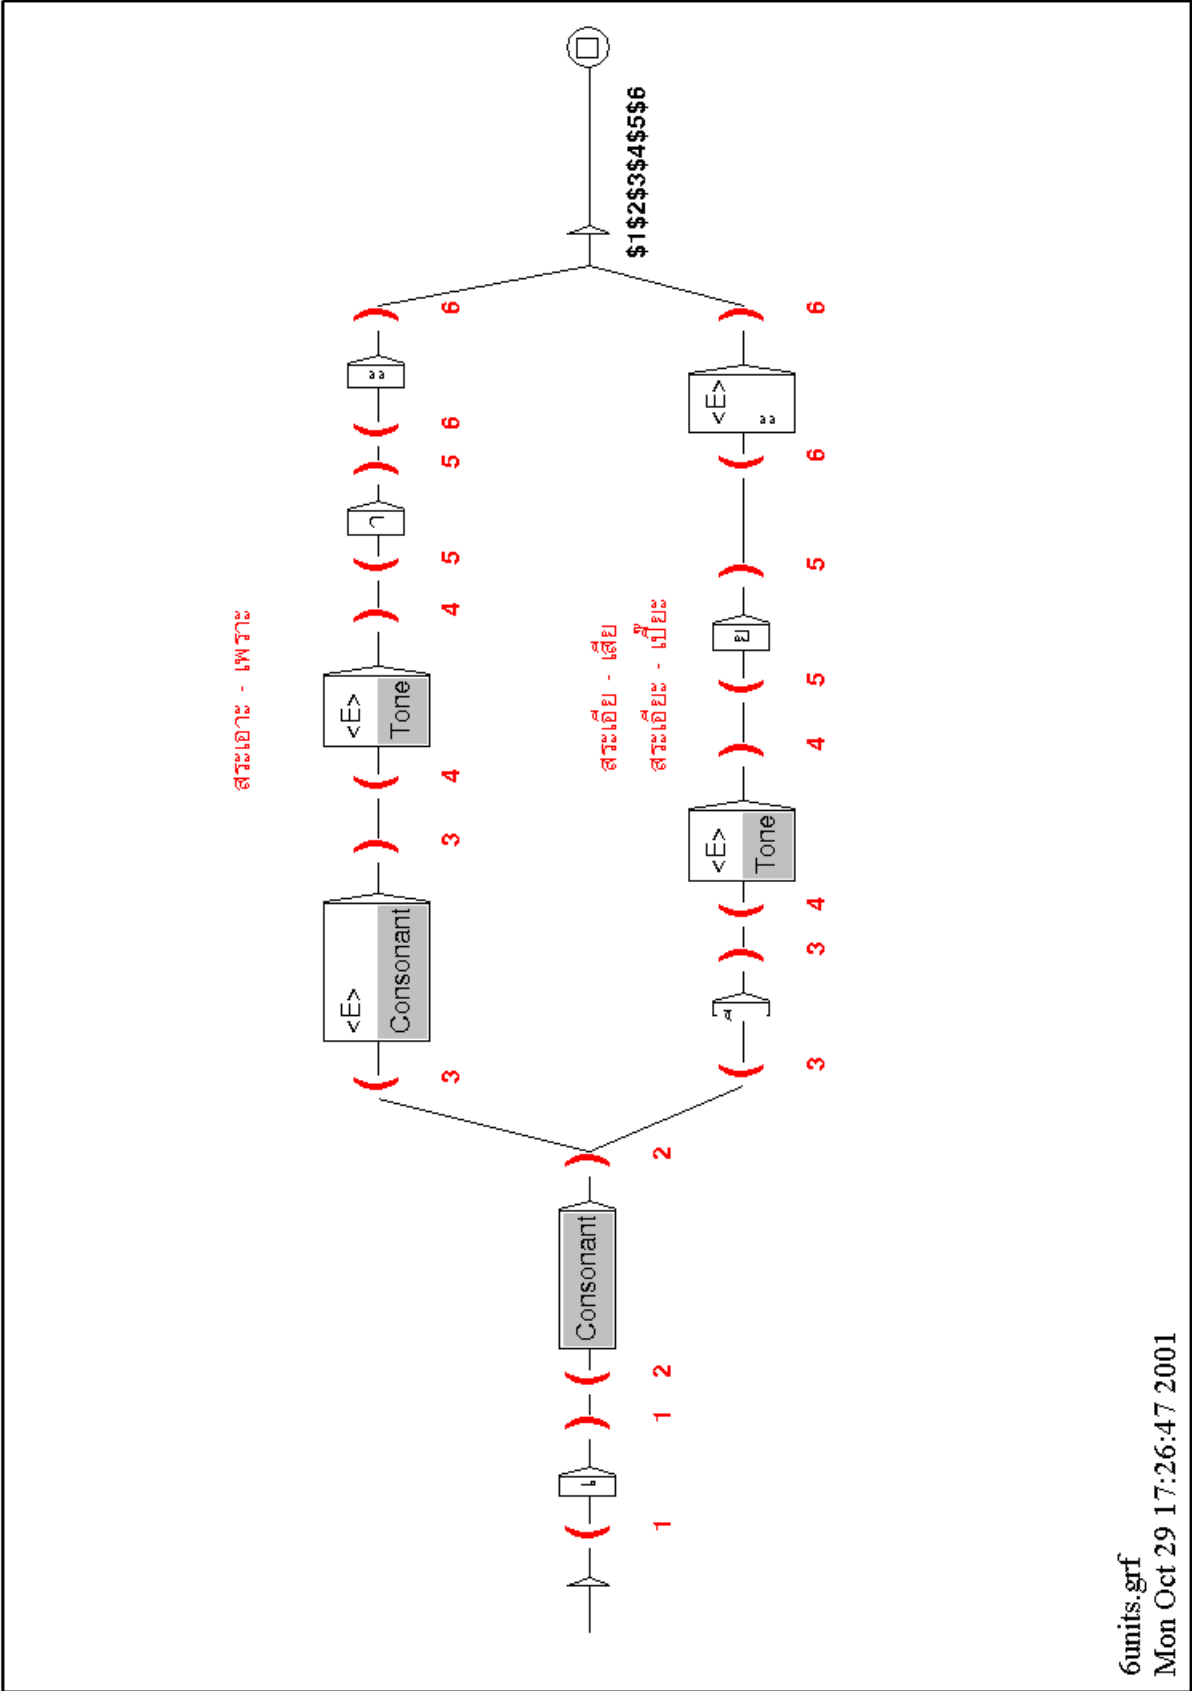 สระเอาะ - เพราะ
<E> <E>
Consonant Tone า ะ
3 3 4 4 5 5 6 6
เ Consonant
สระเอีย - เสีย
$1$2$3$4$5$6
สระเอียะ - เปี๊ยะ
1 1 2 2
<E> <E>
ี Tone ย ะ
3 3 4 4 5 5 6 6
6units.grf
Mon Oct 29 17:26:47 2001